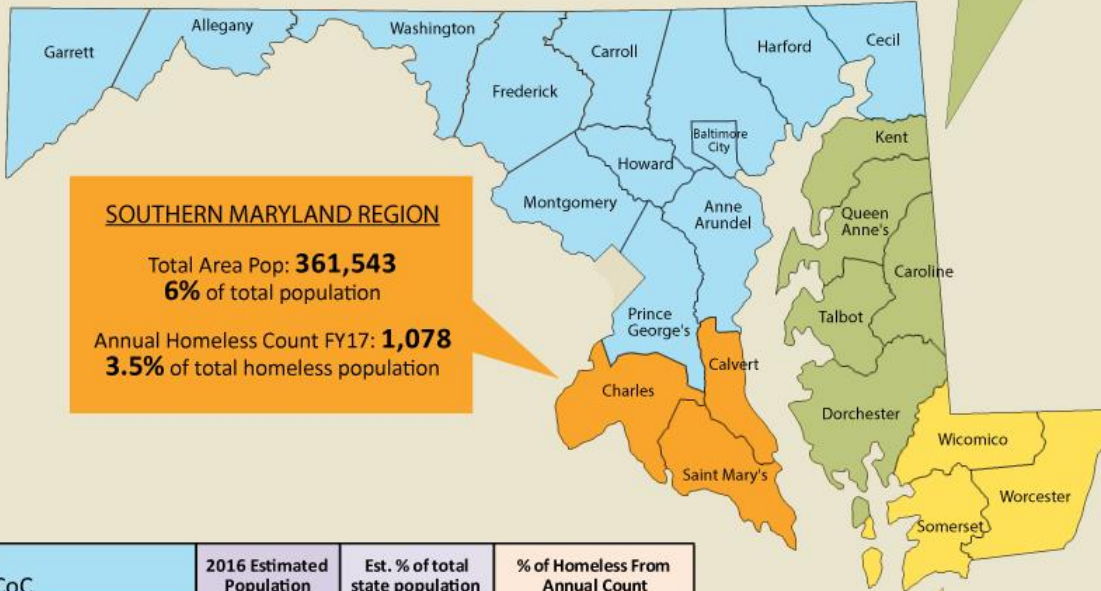 Garrett
Allegany
Washington
Frederick
Carroll
Harford
Cecil
Baltimore
City
Howard
Montgomery
Anne
Arundel
Prince
George's
Kent
Queen
Anne's
Caroline
Talbot
Dorchester
Calvert
Charles
Saint Mary's
Wicomico
Worcester
Somerset
SOUTHERN MARYLAND REGION
Total Area Pop: 361,543
6% of total population
Annual Homeless Count FY17: 1,078
3.5% of total homeless population
CoC
2016 Estimated
Population
Est. % of total
state population
% of Homeless From
Annual Count